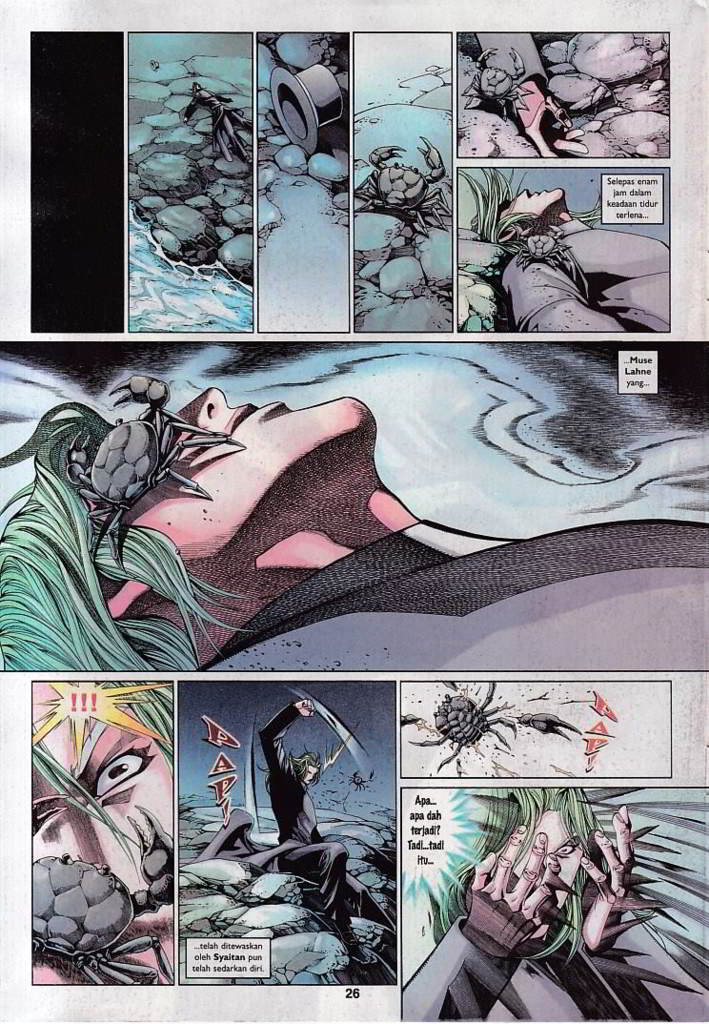 Selepas enam
jam dalam
keadaan tidur
terlena...
...Muse
Lahne
yang...
!!!
PAP!
PAP!
Apa...
apa dah
terjadi?
Tadi...tadi
itu...
...telah ditewaskan
oleh Syaitan pun
telah sedarkan diri.
26